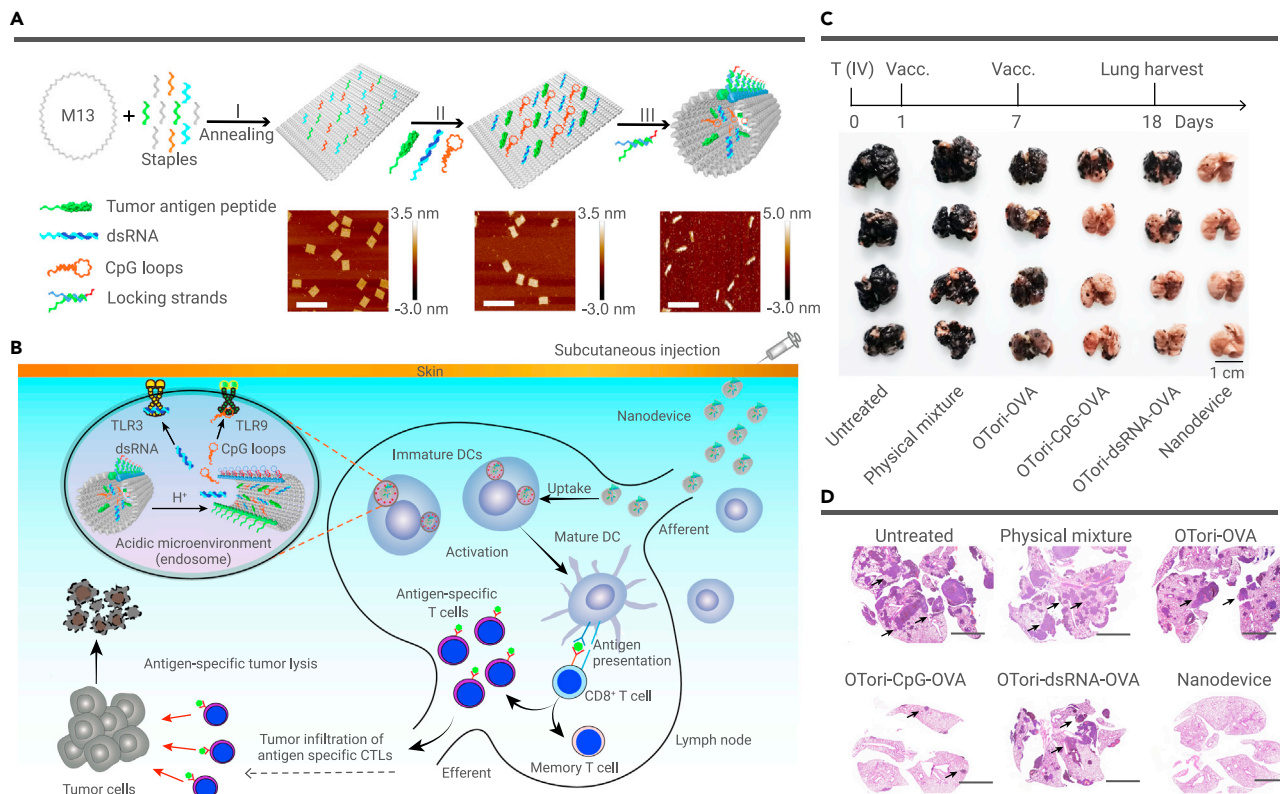 A
M13
+
Staples
I
Annealing
II
III
Tumor antigen peptide
dsRNA
CpG loops
Locking strands
3.5 nm
-3.0 nm
3.5 nm
-3.0 nm
5.0 nm
-3.0 nm
B
Subcutaneous injection
Skin
TLR3
TLR9
dsRNA
CpG loops
H⁺
Acidic microenvironment
(endosome)
Nanodevice
Immature DCs
Uptake
Afferent
Activation
Mature DC
Antigen-specific
T cells
Antigen
presentation
CD8⁺ T cell
Antigen-specific tumor lysis
Tumor infiltration of
antigen specific CTLs
Lymph node
Memory T cell
Efferent
Tumor cells
C
T (IV) Vacc. Vacc. Lung harvest
0 1 7 18 Days
1 cm
Untreated
Physical mixture
OTori-OVA
OTori-CpG-OVA
OTori-dsRNA-OVA
Nanodevice
D
Untreated Physical mixture OTori-OVA
OTori-CpG-OVA OTori-dsRNA-OVA Nanodevice